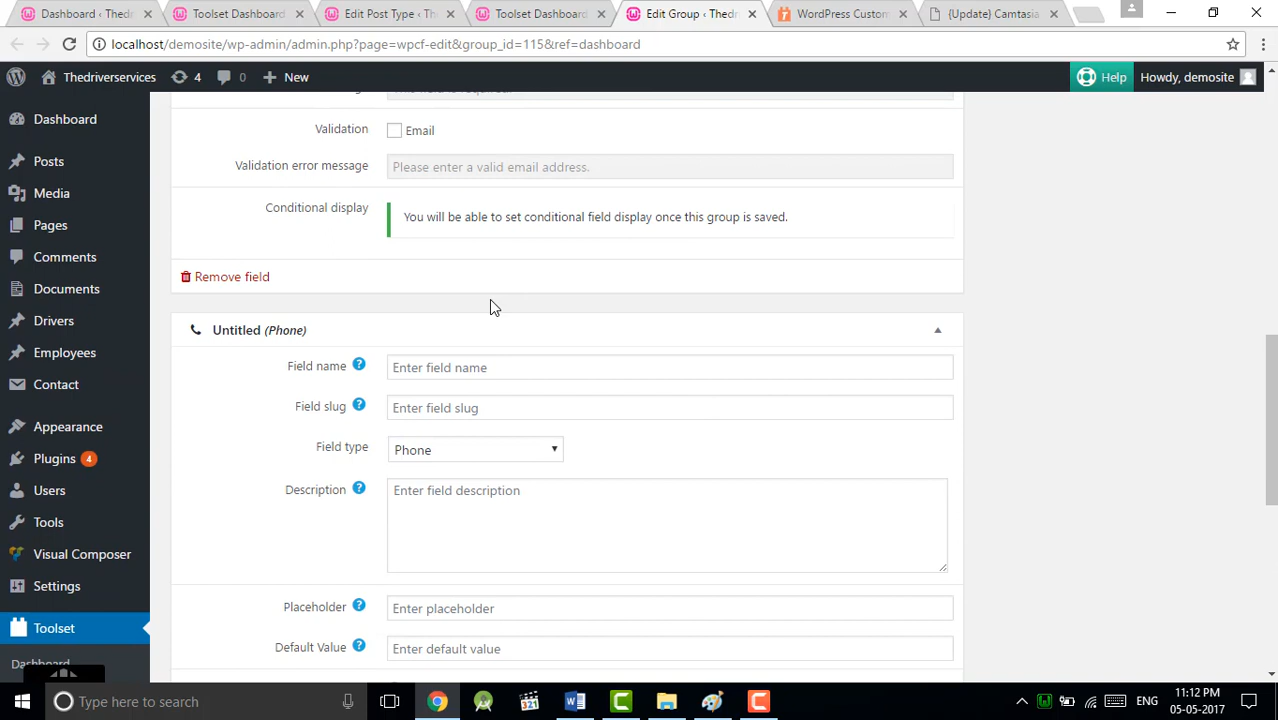 Dashboard ‹ Thedr
Toolset Dashboard
Edit Post Type ‹ Th
Toolset Dashboard
Edit Group ‹ Thedr
WordPress Custom
{Update} Camtasia
localhost/demosite/wp-admin/admin.php?page=wpcf-edit&group_id=115&ref=dashboard
Thedriverservices
4
0
New
Help
Howdy, demosite
Dashboard
Posts
Media
Pages
Comments
Documents
Drivers
Employees
Contact
Appearance
Plugins 4
Users
Tools
Visual Composer
Settings
Toolset
Dashboard
Validation
Email
Validation error message
Please enter a valid email address.
Conditional display
You will be able to set conditional field display once this group is saved.
Remove field
Untitled (Phone)
Field name ?
Enter field name
Field slug ?
Enter field slug
Field type
Phone
Description ?
Enter field description
Placeholder ?
Enter placeholder
Default Value ?
Enter default value
Type here to search
ENG
11:12 PM
05-05-2017